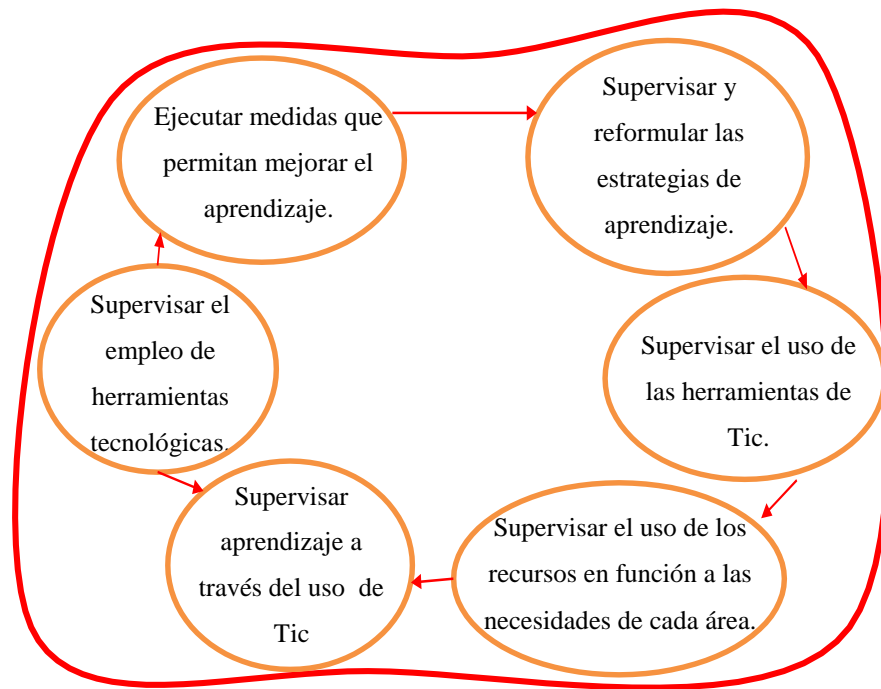 Ejecutar medidas que
permitan mejorar el
aprendizaje.
Supervisar y
reformular las
estrategias de
aprendizaje.
Supervisar el uso de
las herramientas de
Tic.
Supervisar el uso de los
recursos en función a las
necesidades de cada área.
Supervisar
aprendizaje a
través del uso de
Tic
Supervisar el
empleo de
herramientas
tecnológicas.